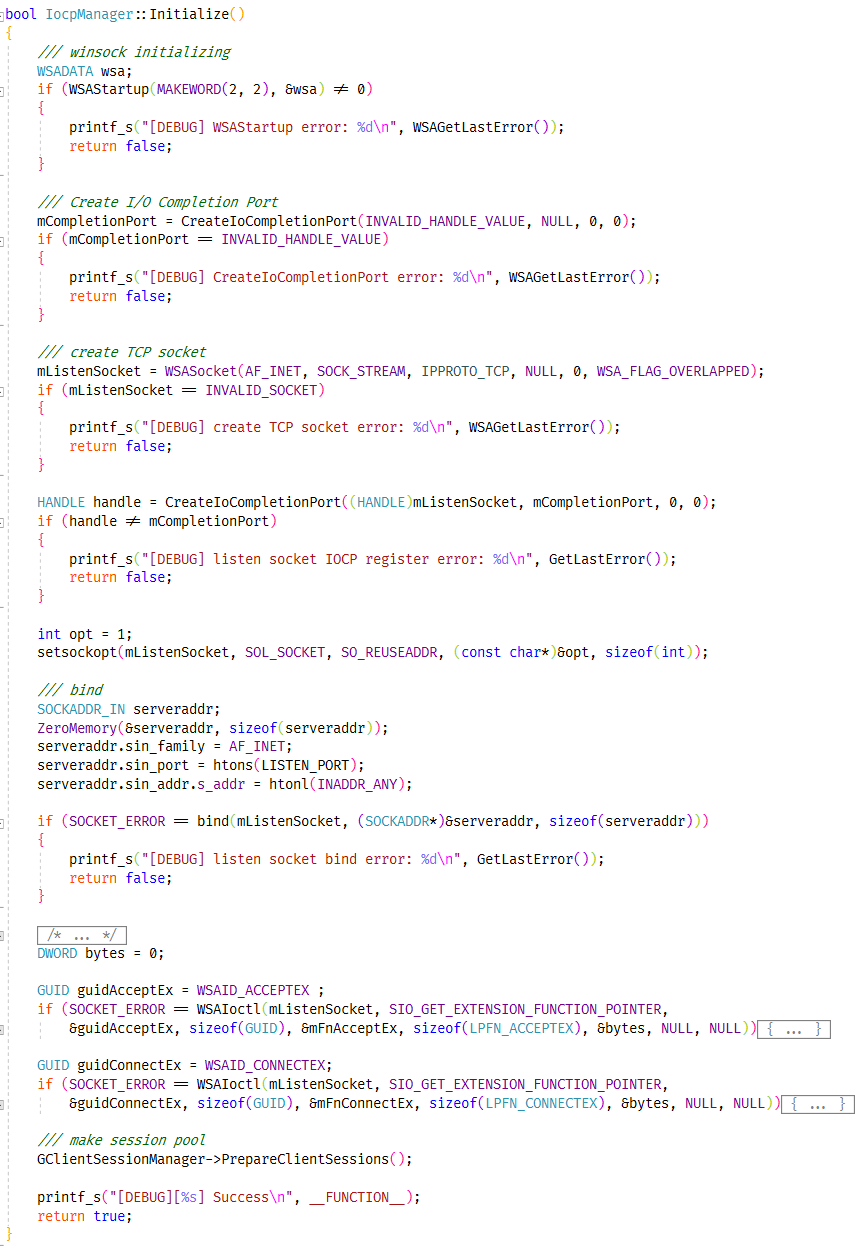 bool IocpManager::Initialize()
{
/// winsock initializing
WSADATA wsa;
if (WSAStartup(MAKEWORD(2, 2), &wsa) ≠ 0)
{
printf_s("[DEBUG] WSAStartup error: %d\n", WSAGetLastError());
return false;
}
/// Create I/O Completion Port
mCompletionPort = CreateIoCompletionPort(INVALID_HANDLE_VALUE, NULL, 0, 0);
if (mCompletionPort == INVALID_HANDLE_VALUE)
{
printf_s("[DEBUG] CreateIoCompletionPort error: %d\n", WSAGetLastError());
return false;
}
/// create TCP socket
mListenSocket = WSASocket(AF_INET, SOCK_STREAM, IPPROTO_TCP, NULL, 0, WSA_FLAG_OVERLAPPED);
if (mListenSocket == INVALID_SOCKET)
{
printf_s("[DEBUG] create TCP socket error: %d\n", WSAGetLastError());
return false;
}
HANDLE handle = CreateIoCompletionPort((HANDLE)mListenSocket, mCompletionPort, 0, 0);
if (handle ≠ mCompletionPort)
{
printf_s("[DEBUG] listen socket IOCP register error: %d\n", GetLastError());
return false;
}
int opt = 1;
setsockopt(mListenSocket, SOL_SOCKET, SO_REUSEADDR, (const char*)&opt, sizeof(int));
/// bind
SOCKADDR_IN serveraddr;
ZeroMemory(&serveraddr, sizeof(serveraddr));
serveraddr.sin_family = AF_INET;
serveraddr.sin_port = htons(LISTEN_PORT);
serveraddr.sin_addr.s_addr = htonl(INADDR_ANY);
if (SOCKET_ERROR == bind(mListenSocket, (SOCKADDR*)&serveraddr, sizeof(serveraddr)))
{
printf_s("[DEBUG] listen socket bind error: %d\n", GetLastError());
return false;
}
/* ... */
DWORD bytes = 0;
GUID guidAcceptEx = WSAID_ACCEPTEX ;
if (SOCKET_ERROR == WSAIoctl(mListenSocket, SIO_GET_EXTENSION_FUNCTION_POINTER,
&guidAcceptEx, sizeof(GUID), &mFnAcceptEx, sizeof(LPFN_ACCEPTEX), &bytes, NULL, NULL)) { ... }
GUID guidConnectEx = WSAID_CONNECTEX;
if (SOCKET_ERROR == WSAIoctl(mListenSocket, SIO_GET_EXTENSION_FUNCTION_POINTER,
&guidConnectEx, sizeof(GUID), &mFnConnectEx, sizeof(LPFN_CONNECTEX), &bytes, NULL, NULL)) { ... }
/// make session pool
GClientSessionManager->PrepareClientSessions();
printf_s("[DEBUG][%s] Success\n", __FUNCTION__);
return true;
}